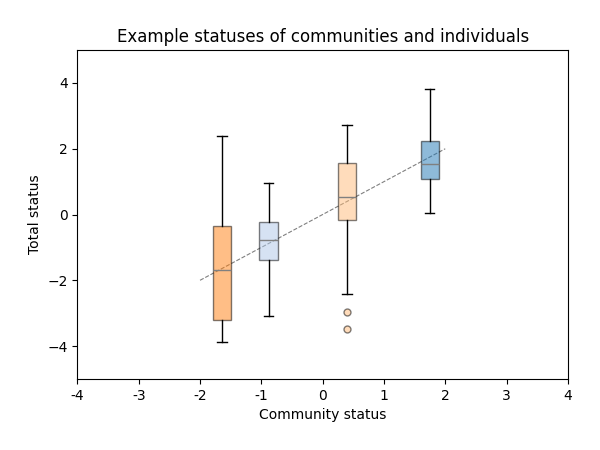 Example statuses of communities and individuals
Total status
4
2
0
−2
−4
-4 -3 -2 -1 0 1 2 3 4
Community status